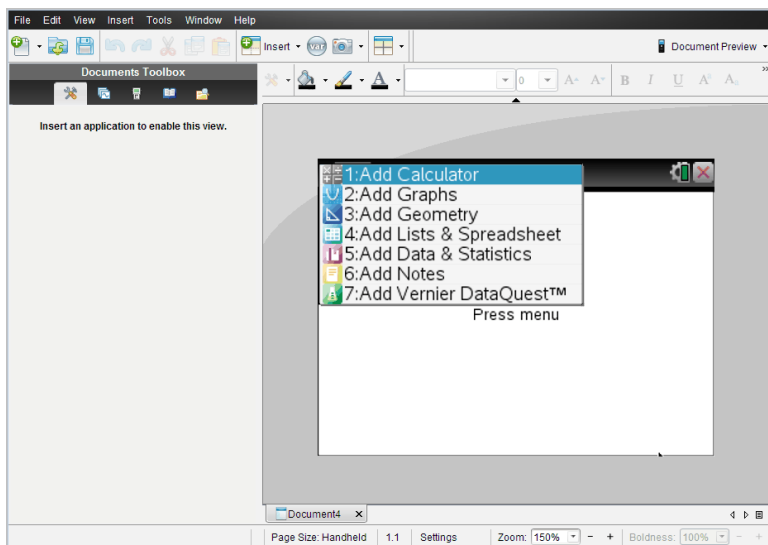 File Edit View Insert Tools Window Help
Insert Document Preview
Documents Toolbox
0 A+ A+ B I U Aᵃ Aₐ
Insert an application to enable this view.
1:Add Calculator
2:Add Graphs
3:Add Geometry
4:Add Lists & Spreadsheet
5:Add Data & Statistics
6:Add Notes
7:Add Vernier DataQuest™
Press menu
Document4
Page Size: Handheld 1.1 Settings Zoom: 150% - + Boldness: 100% - +